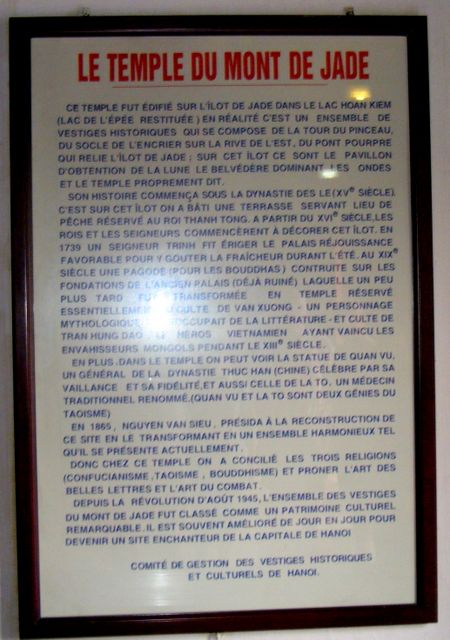 LE TEMPLE DU MONT DE JADE
CE TEMPLE FUT ÉDIFIÉ SUR L'ÎLOT DE JADE DANS LE LAC HOAN KIEM
(LAC DE L'ÉPÉE RESTITUÉE) EN RÉALITÉ C'EST UN ENSEMBLE DE
VESTIGES HISTORIQUES QUI SE COMPOSE DE LA TOUR DU PINCEAU,
DU SOCLE DE L'ENCRIER SUR LA RIVE DE L'EST, DU PONT POURPRE
QUI RELIE L'ÎLOT DE JADE ; SUR CET ÎLOT CE SONT LE PAVILLON
D'OBTENTION DE LA LUNE LE BELVÉDÈRE DOMINANT LES ONDES
ET LE TEMPLE PROPREMENT DIT.
SON HISTOIRE COMMENÇA SOUS LA DYNASTIE DES LE (XVe SIÈCLE).
C'EST SUR CET ÎLOT ON A BÂTI UNE TERRASSE SERVANT LIEU DE
PÊCHE RÉSERVÉ AU ROI THANH TONG. A PARTIR DU XVIe SIÈCLE,LES
ROIS ET LES SEIGNEURS COMMENCÈRENT À DÉCORER CET ÎLOT. EN
1739 UN SEIGNEUR TRINH FIT ÉRIGER LE PALAIS RÉJOUISSANCE
FAVORABLE POUR Y GOUTER LA FRAÎCHEUR DURANT L'ÉTÉ. AU XIXe
SIÈCLE UNE PAGODE (POUR LES BOUDDHAS) CONTRUITE SUR LES
FONDATIONS DE L'ANCIEN PALAIS (DÉJÀ RUINÉ) LAQUELLE UN PEU
PLUS TARD FUT TRANSFORMÉE EN TEMPLE RÉSERVÉ
ESSENTIELLEMENT CULTE DE VAN XUONG - UN PERSONNAGE
MYTHOLOGIQUE OCCUPAIT DE LA LITTÉRATURE - ET CULTE DE
TRAN HUNG DAO HÉROS VIETNAMIEN AYANT VAINCU LES
ENVAHISSEURS MONGOLS PENDANT LE XIIIe SIÈCLE.
EN PLUS .DANS LE TEMPLE ON PEUT VOIR LA STATUE DE QUAN VU,
UN GÉNÉRAL DE LA DYNASTIE THUC HAN (CHINE) CÉLÈBRE PAR SA
VAILLANCE ET SA FIDÉLITÉ,ET AUSSI CELLE DE LA TO, UN MÉDECIN
TRADITIONNEL RENOMMÉ.(QUAN VU ET LA TO SONT DEUX GÉNIES DU
TAOISME)
EN 1865, NGUYEN VAN SIEU, PRÉSIDA À LA RECONSTRUCTION DE
CE SITE EN LE TRANSFORMANT EN UN ENSEMBLE HARMONIEUX TEL
QU'IL SE PRÉSENTE ACTUELLEMENT.
DONC CHEZ CE TEMPLE ON A CONCILIÉ LES TROIS RELIGIONS
(CONFUCIANISME ,TAOISME , BOUDDHISME) ET PRONER L'ART DES
BELLES LETTRES ET L'ART DU COMBAT.
DEPUIS LA RÉVOLUTION D'AOÛT 1945, L'ENSEMBLE DES VESTIGES
DU MONT DE JADE FUT CLASSÉ COMME UN PATRIMOINE CULTUREL
REMARQUABLE. IL EST SOUVENT AMÉLIORÉ DE JOUR EN JOUR POUR
DEVENIR UN SITE ENCHANTEUR DE LA CAPITALE DE HANOI
COMITÉ DE GESTION DES VESTIGES HISTORIQUES
ET CULTURELS DE HANOI.